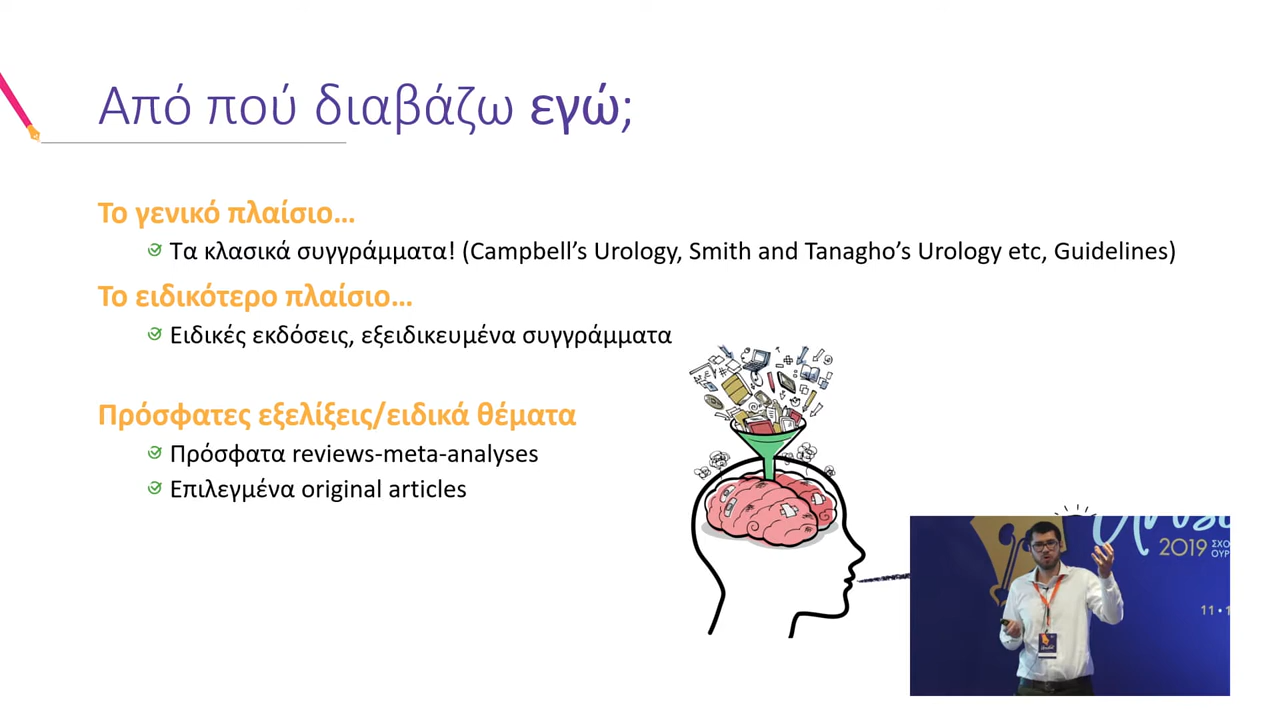 Από πού διαβάζω εγώ;
Το γενικό πλαίσιο...
Τα κλασικά συγγράμματα! (Campbell's Urology, Smith and Tanagho's Urology etc, Guidelines)
Το ειδικότερο πλαίσιο...
Ειδικές εκδόσεις, εξειδικευμένα συγγράμματα
Πρόσφατες εξελίξεις/ειδικά θέματα
Πρόσφατα reviews-meta-analyses
Επιλεγμένα original articles
2019